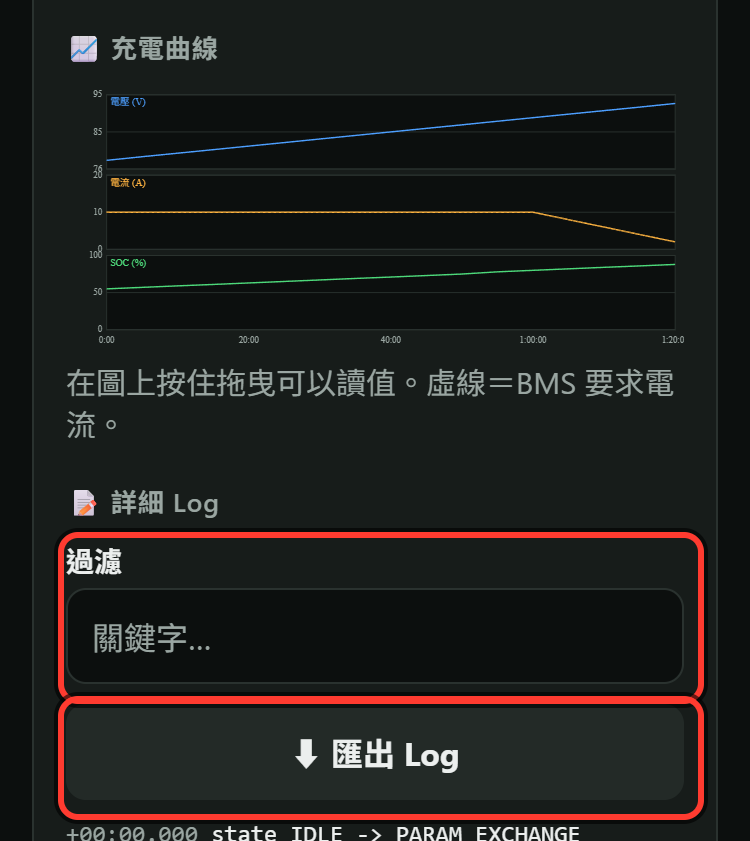 充電曲線
95
電壓 (V)
85
76
20
電流 (A)
10
0
100
SOC (%)
50
0
0:00 20:00 40:00 1:00:00 1:20:0
在圖上按住拖曳可以讀值。虛線＝BMS 要求電
流。
詳細 Log
過濾
關鍵字...
⬇ 匯出 Log
+00:00.000 state IDLE -> PARAM_EXCHANGE